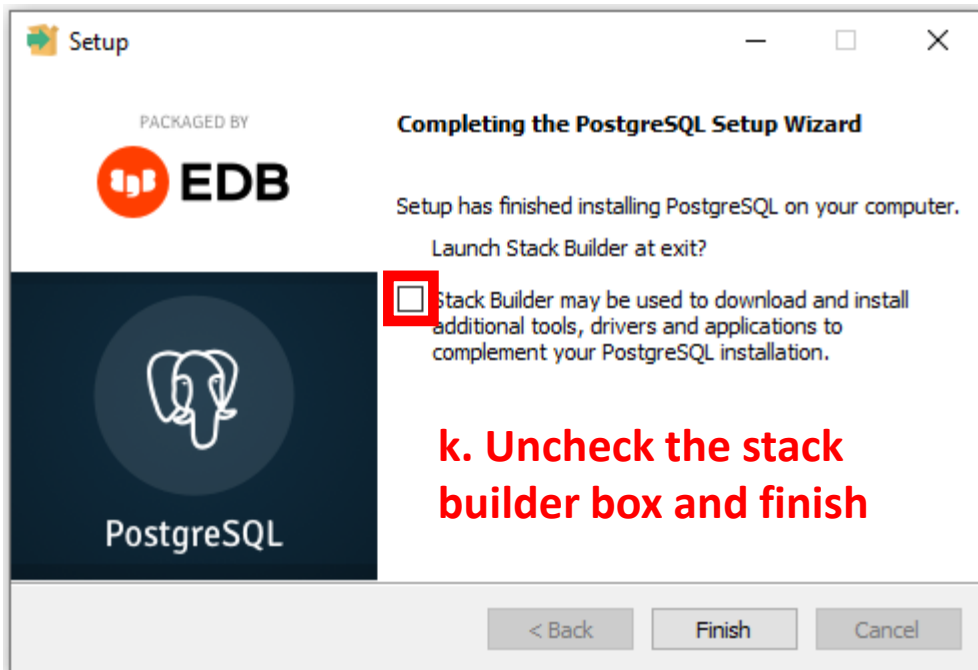 Setup
PACKAGED BY
EDB
PostgreSQL
Completing the PostgreSQL Setup Wizard
Setup has finished installing PostgreSQL on your computer.
Launch Stack Builder at exit?
Stack Builder may be used to download and install
additional tools, drivers and applications to
complement your PostgreSQL installation.
k. Uncheck the stack
builder box and finish
< Back
Finish
Cancel